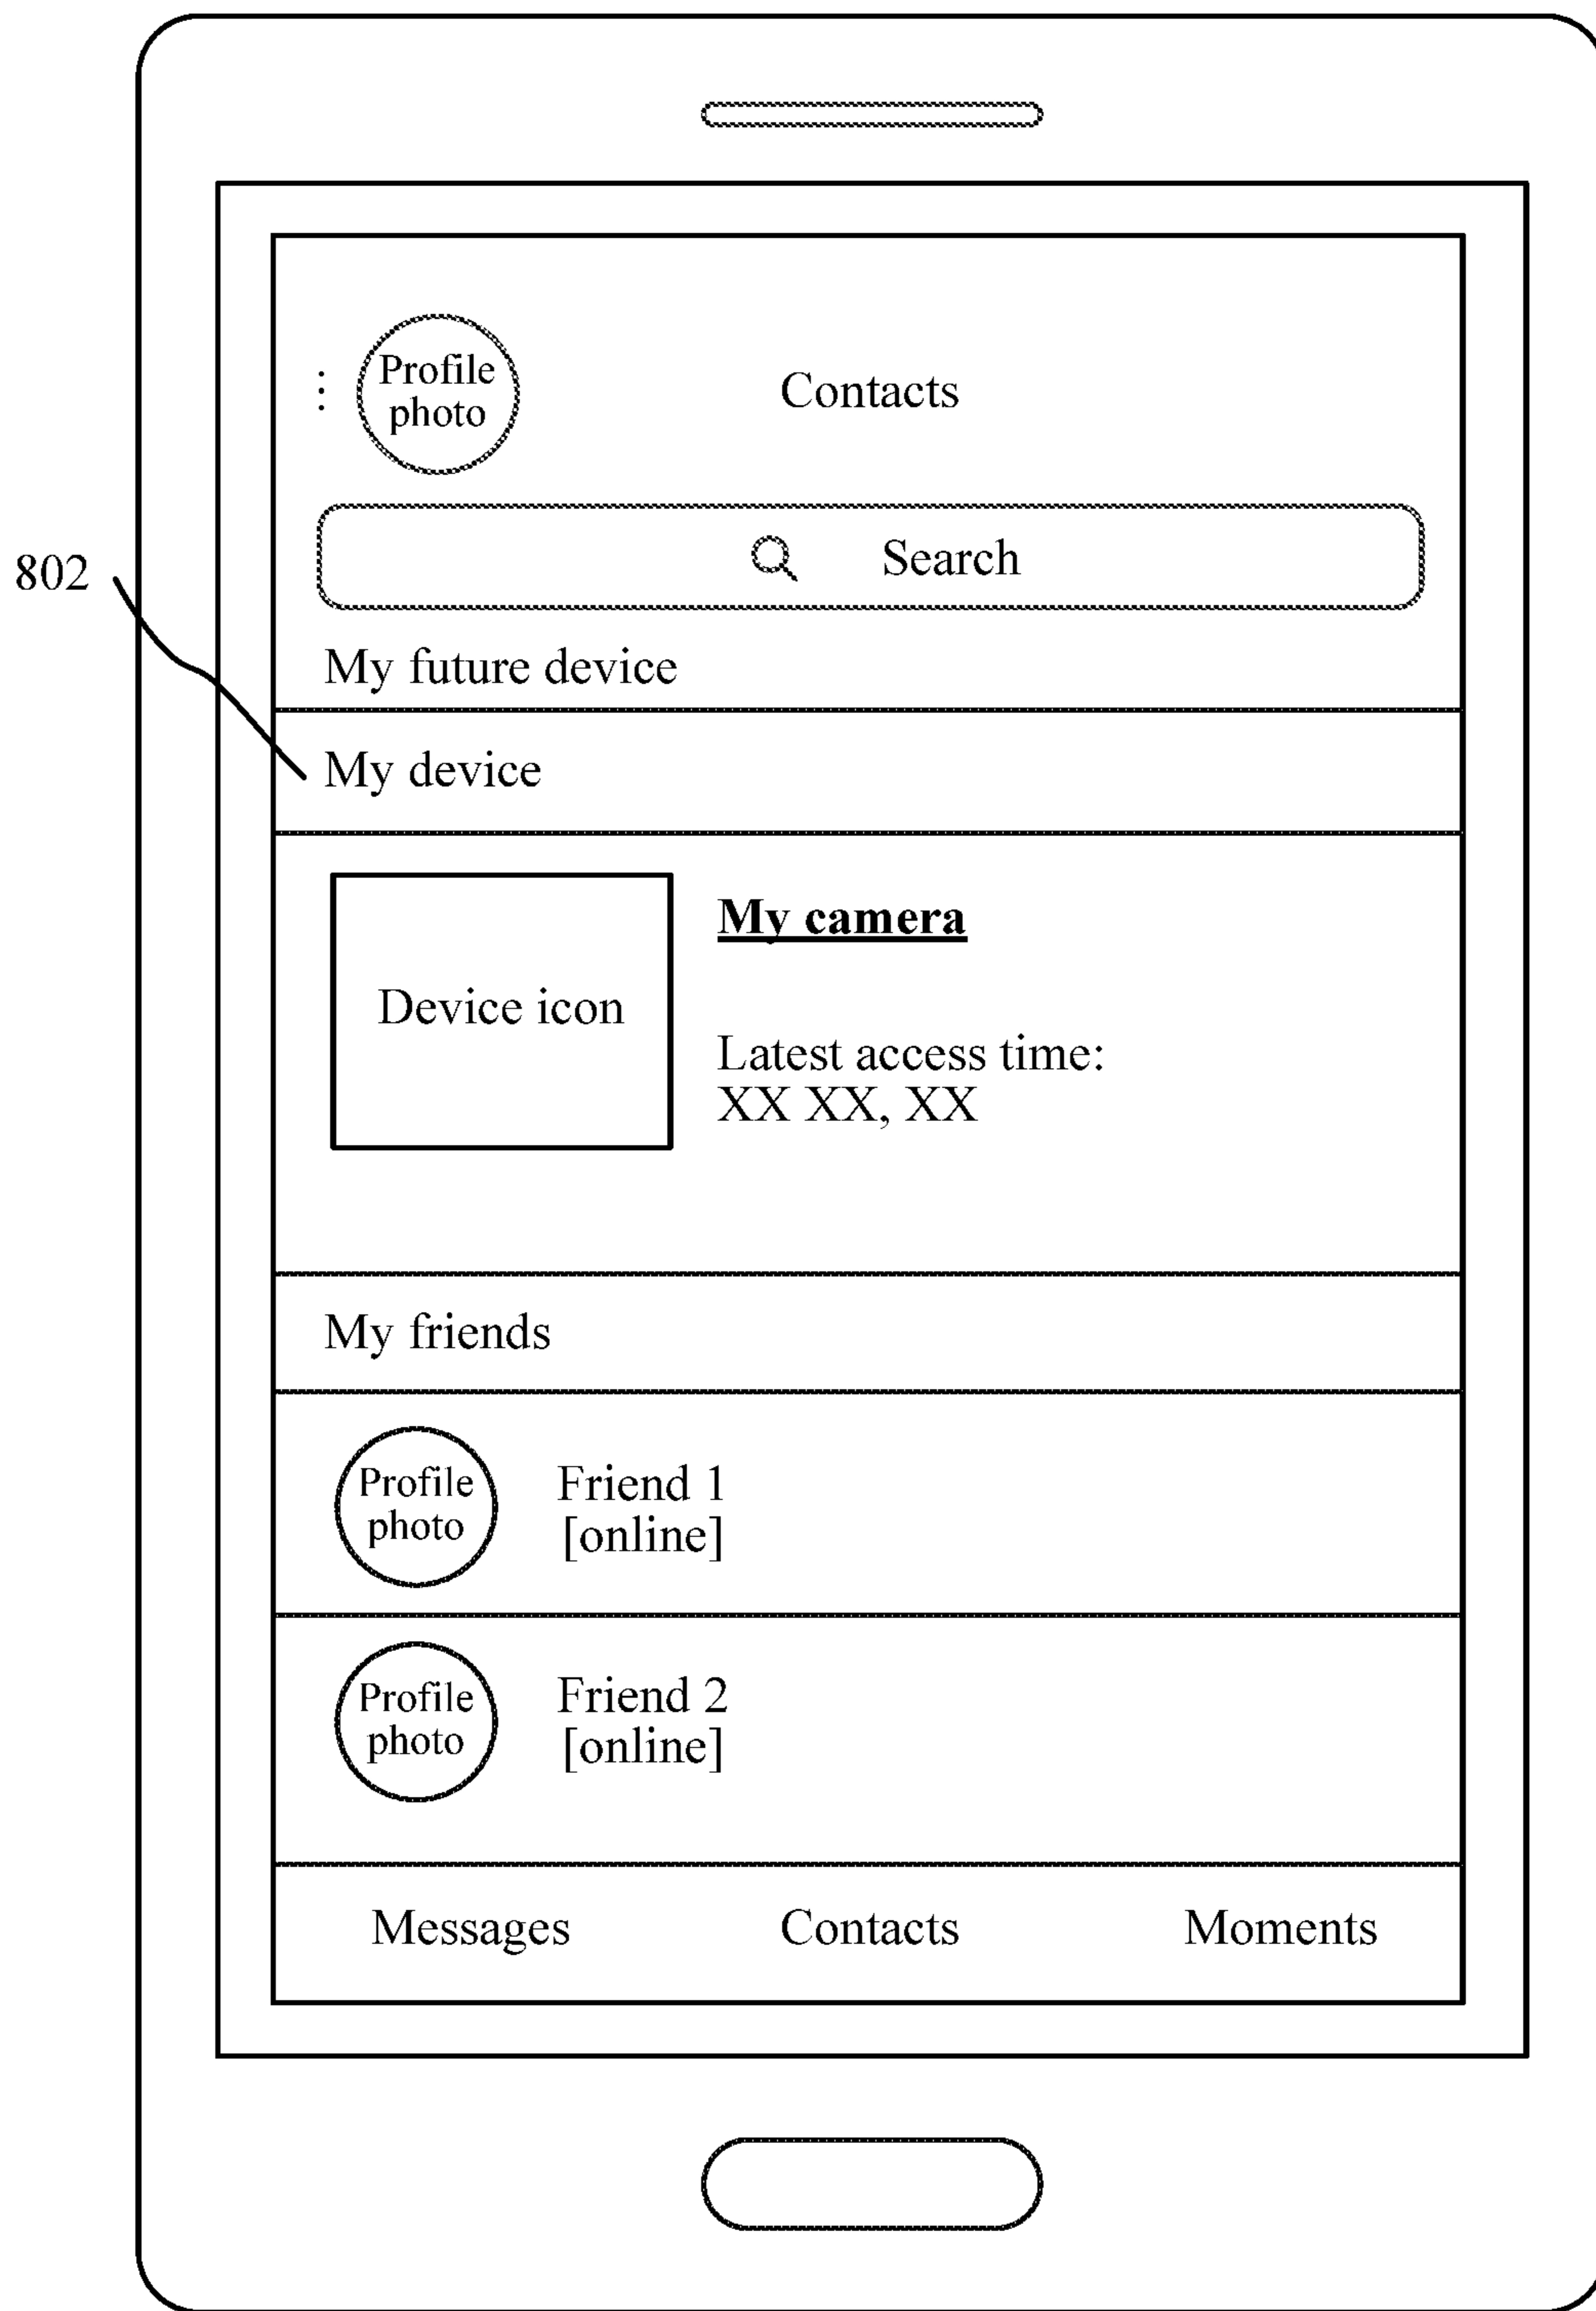 Profile
photo
Contacts
Search
802
My future device
My device
My camera
Device icon
Latest access time:
XX XX, XX
My friends
Profile
photo
Friend 1
[online]
Profile
photo
Friend 2
[online]
Messages Contacts Moments